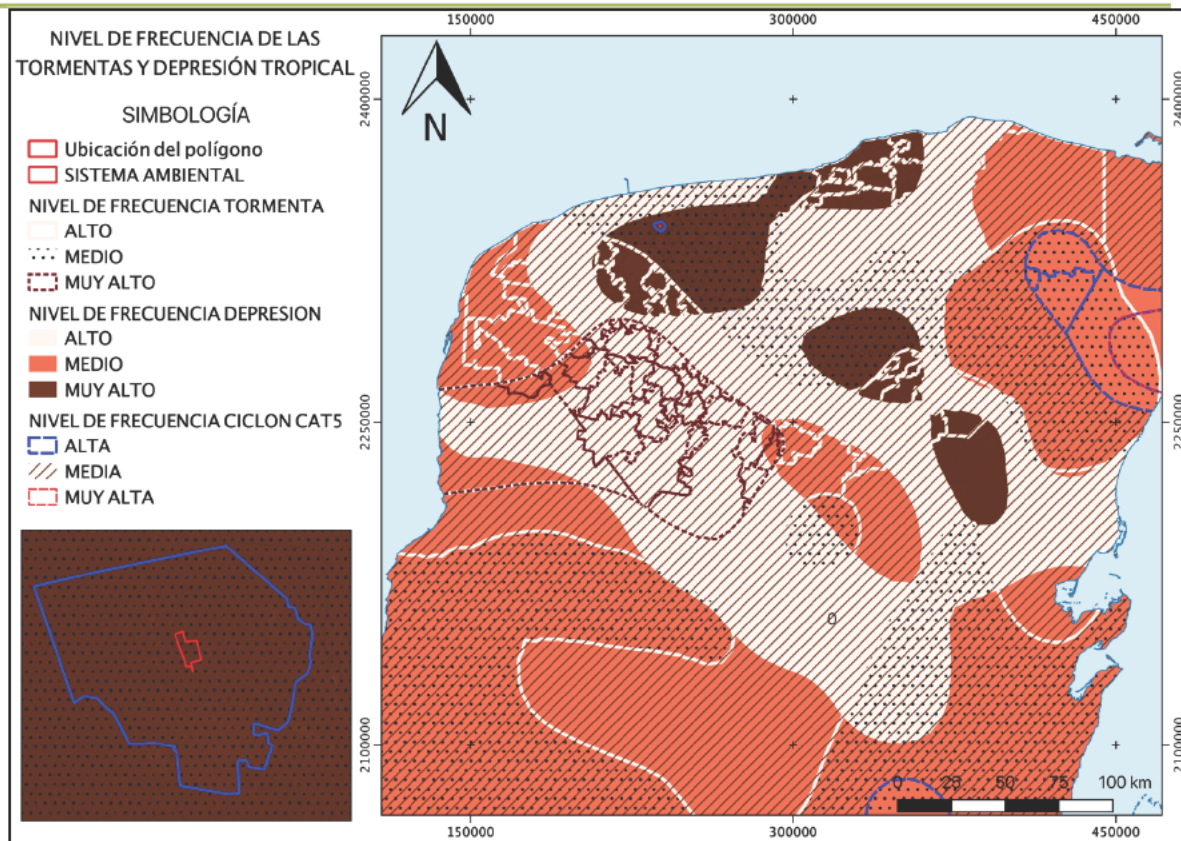 NIVEL DE FRECUENCIA DE LAS
TORMENTAS Y DEPRESIÓN TROPICAL
SIMBOLOGÍA
Ubicación del polígono
SISTEMA AMBIENTAL
NIVEL DE FRECUENCIA TORMENTA
ALTO
MEDIO
MUY ALTO
NIVEL DE FRECUENCIA DEPRESION
ALTO
MEDIO
MUY ALTO
NIVEL DE FRECUENCIA CICLON CAT5
ALTA
MEDIA
MUY ALTA
150000 300000 450000
2400000 2400000
N
2250000 2250000
0
2100000 2100000
0 25 50 75 100 km
150000 300000 450000